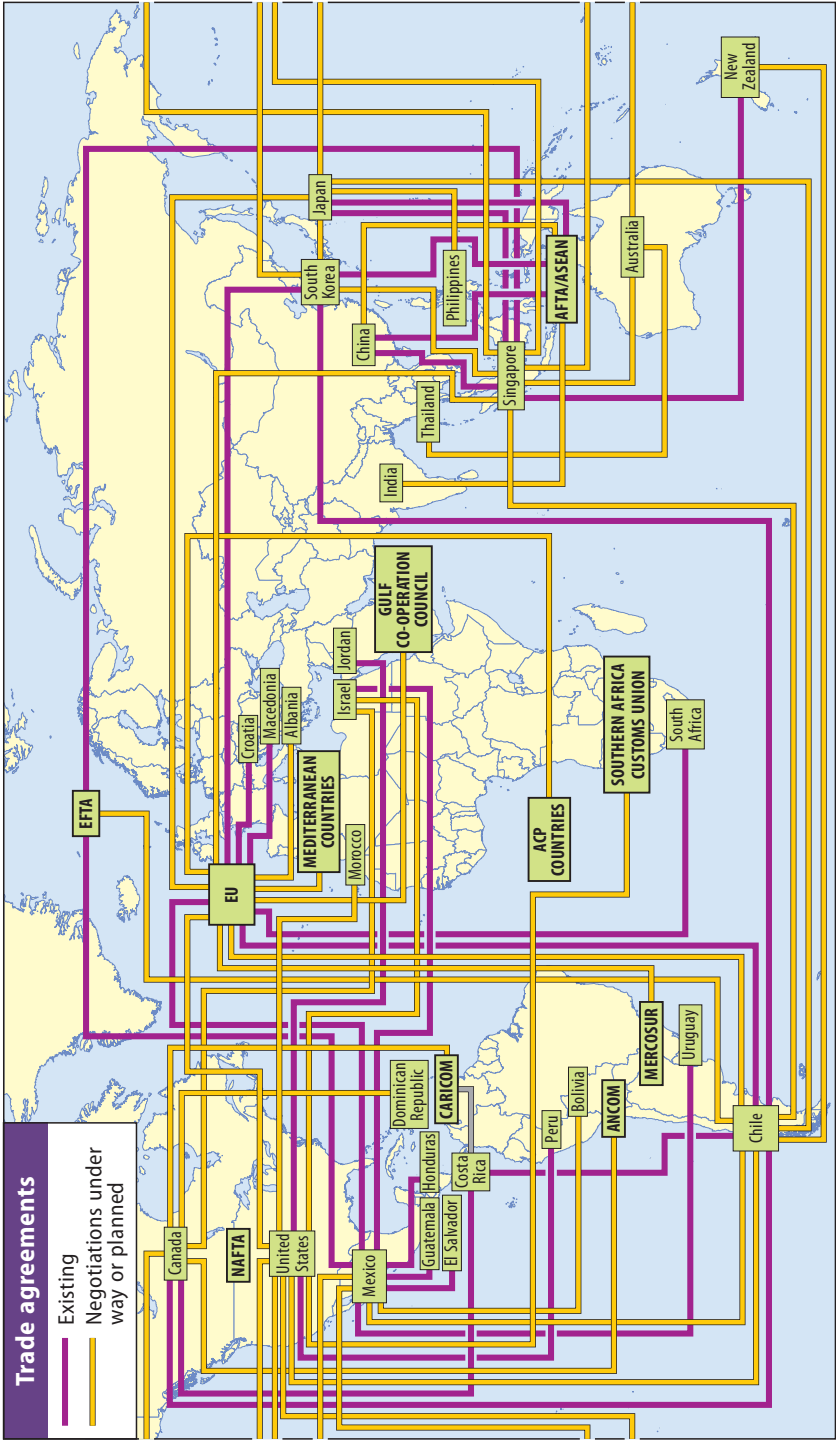 Trade agreements
Existing
Negotiations under
way or planned
EFTA
Canada
NAFTA
United
States
Mexico
Guatemala
Honduras
El Salvador
Costa
Rica
Dominican
Republic
CARICOM
Peru
Bolivia
ANCOM
MERCOSUR
Uruguay
Chile
EU
Croatia
Macedonia
Albania
MEDITERRANEAN
COUNTRIES
Morocco
Israel
Jordan
GULF
CO-OPERATION
COUNCIL
ACP
COUNTRIES
SOUTHERN AFRICA
CUSTOMS UNION
South
Africa
India
Thailand
China
South
Korea
Japan
Philippines
Singapore
AFTA/ASEAN
Australia
New
Zealand